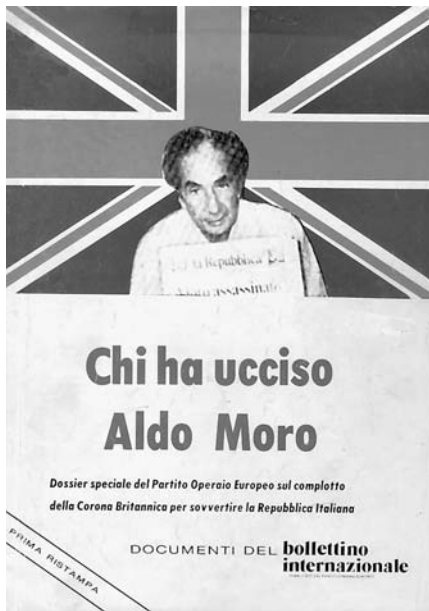 la Repubblica
assassinato
Chi ha ucciso
Aldo Moro
Dossier speciale del Partito Operaio Europeo sul complotto
della Corona Britannica per sovvertire la Repubblica Italiana
PRIMA RISTAMPA
DOCUMENTI DEL bollettino
internazionale